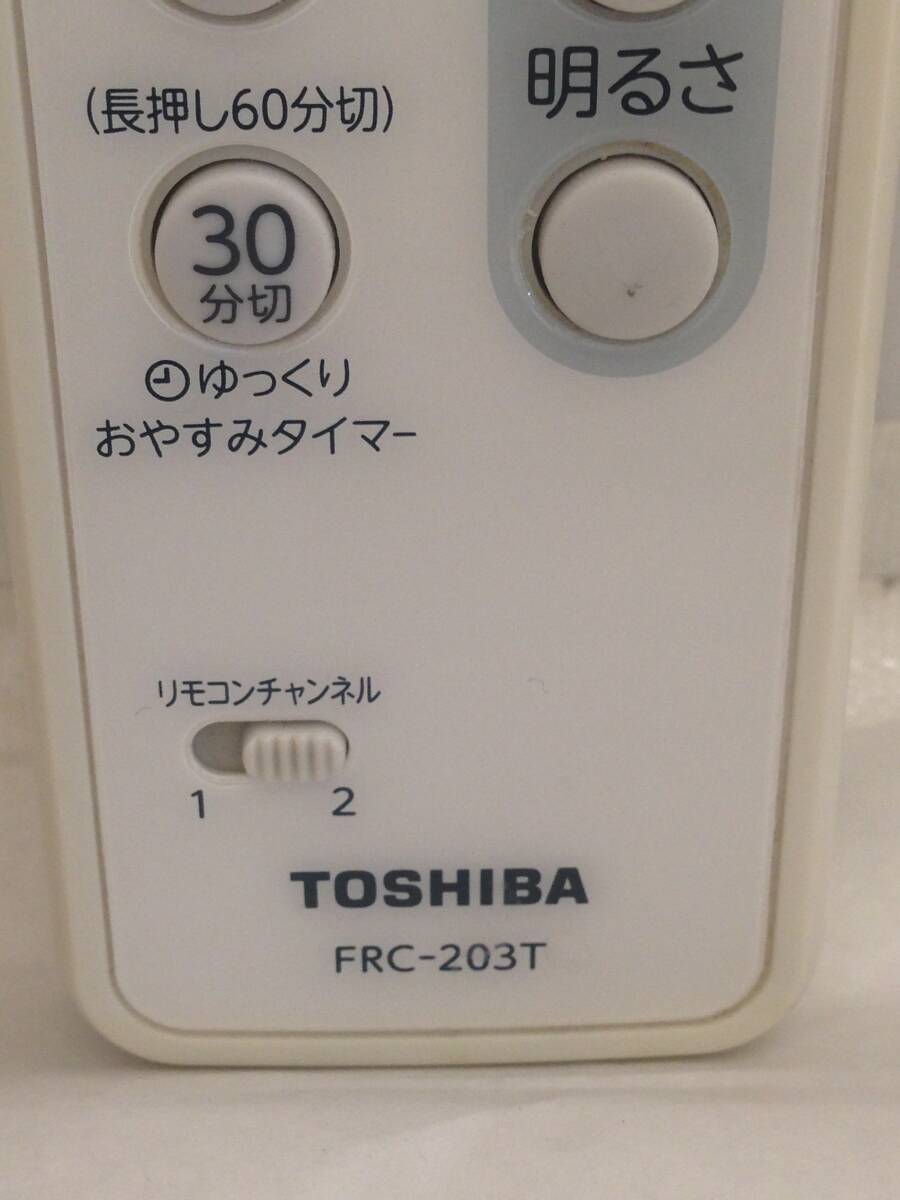 明るさ
(長押し60分切)
30
分切
ゆっくり
おやすみタイマー
リモコンチャンネル
1 2
TOSHIBA
FRC-203T